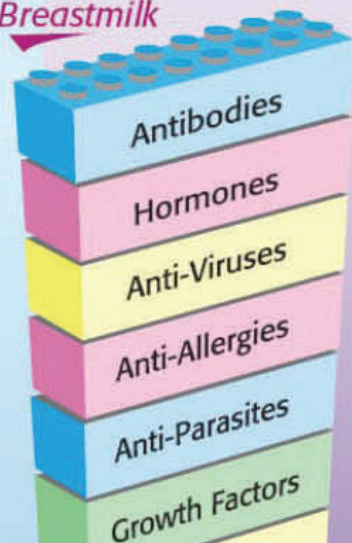 Breastmilk
Antibodies
Hormones
Anti-Viruses
Anti-Allergies
Anti-Parasites
Growth Factors